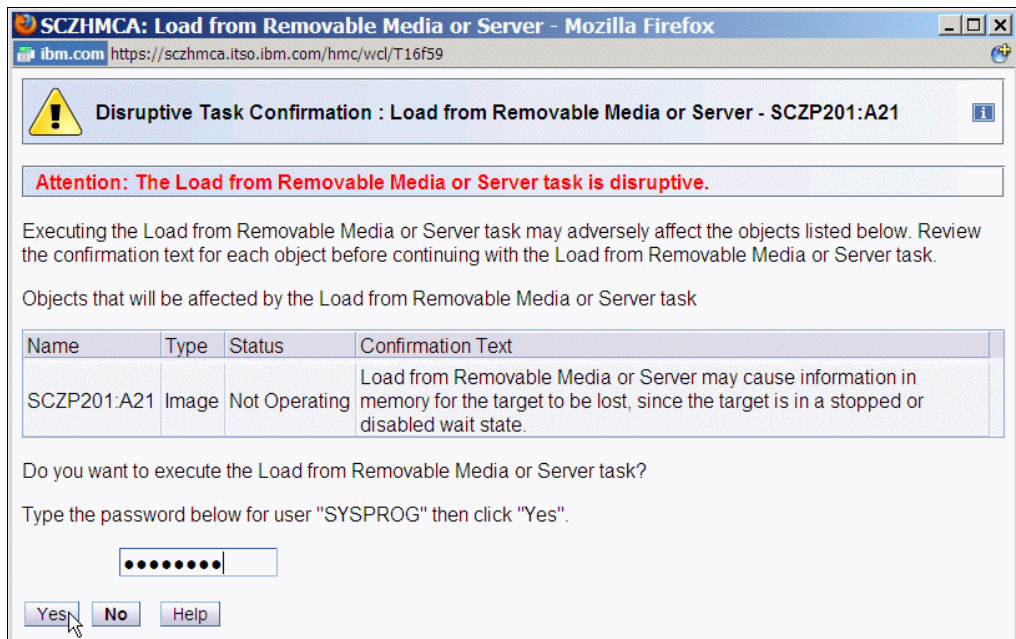 SCZHMCA: Load from Removable Media or Server - Mozilla Firefox
ibm.com https://sczhmca.itso.ibm.com/hmc/wcl/T16f59
Disruptive Task Confirmation : Load from Removable Media or Server - SCZP201:A21
Attention: The Load from Removable Media or Server task is disruptive.
Executing the Load from Removable Media or Server task may adversely affect the objects listed below. Review
the confirmation text for each object before continuing with the Load from Removable Media or Server task.
Objects that will be affected by the Load from Removable Media or Server task
Name Type Status Confirmation Text
SCZP201:A21 Image Not Operating Load from Removable Media or Server may cause information in
memory for the target to be lost, since the target is in a stopped or
disabled wait state.
Do you want to execute the Load from Removable Media or Server task?
Type the password below for user "SYSPROG" then click "Yes".
••••••••
Yes No Help